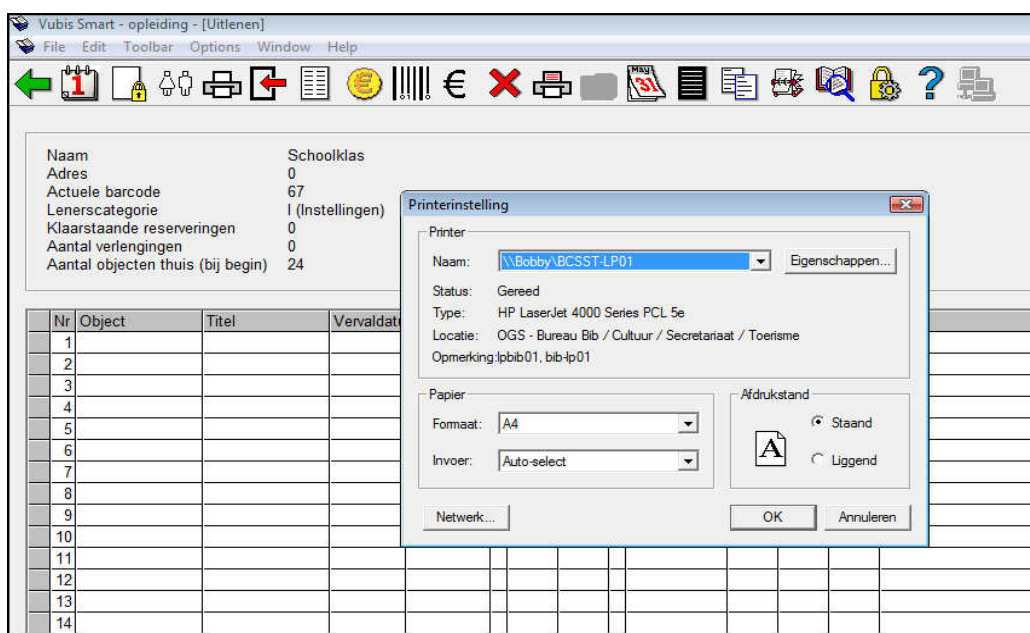 Vubis Smart - opleiding - [Uitlenen]
File Edit Toolbar Options Window Help
Naam Schoolklas
Adres 0
Actuele barcode 67
Lenerscategorie I (Instellingen)
Klaarstaande reserveringen 0
Aantal verlengingen 0
Aantal objecten thuis (bij begin) 24
Printerinstelling
Printer
Naam: \\Bobby\BCSST-LP01 Eigenschappen...
Status: Gereed
Type: HP LaserJet 4000 Series PCL 5e
Locatie: OGS - Bureau Bib / Cultuur / Secretariaat / Toerisme
Opmerking:lpbib01, bib-lp01
Papier
Formaat: A4
Invoer: Auto-select
Afdrukstand
A
Staand
Liggend
Netwerk... OK Annuleren
Nr Object Titel Vervaldat
1
2
3
4
5
6
7
8
9
10
11
12
13
14
1
€
MAY
31
?